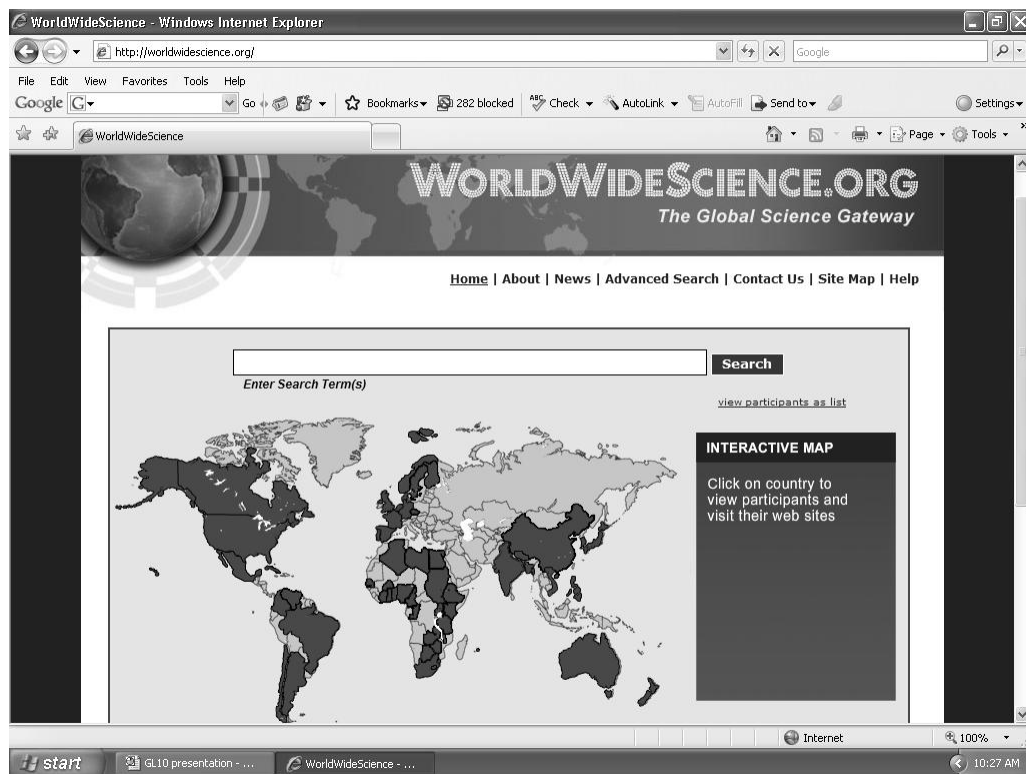 WorldWideScience - Windows Internet Explorer
http://worldwidescience.org/
Google
File Edit View Favorites Tools Help
Google G Go Bookmarks 282 blocked ABC Check AutoLink AutoFill Send to Settings
WorldWideScience Page Tools »
WORLDWIDESCIENCE.ORG
The Global Science Gateway
Home | About | News | Advanced Search | Contact Us | Site Map | Help
Search
Enter Search Term(s)
view participants as list
INTERACTIVE MAP
Click on country to
view participants and
visit their web sites
Internet 100%
start GL10 presentation - ... WorldWideScience - ... 10:27 AM